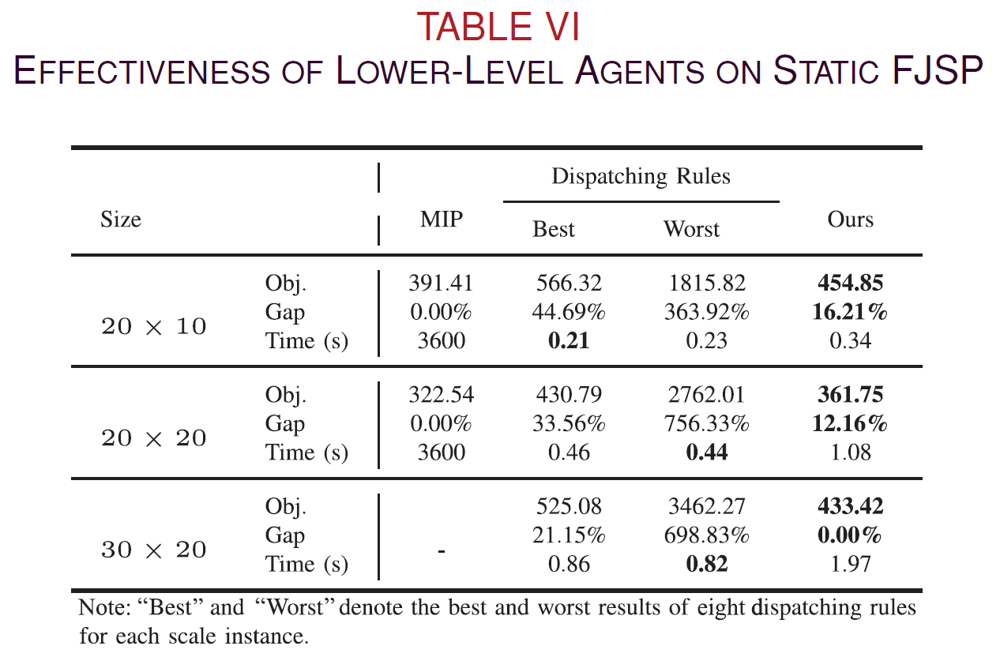 TABLE VI
EFFECTIVENESS OF LOWER-LEVEL AGENTS ON STATIC FJSP
Dispatching Rules
Size MIP Best Worst Ours
Obj. 391.41 566.32 1815.82 454.85
20 × 10 Gap 0.00% 44.69% 363.92% 16.21%
Time (s) 3600 0.21 0.23 0.34
Obj. 322.54 430.79 2762.01 361.75
20 × 20 Gap 0.00% 33.56% 756.33% 12.16%
Time (s) 3600 0.46 0.44 1.08
Obj. 525.08 3462.27 433.42
30 × 20 Gap - 21.15% 698.83% 0.00%
Time (s) 0.86 0.82 1.97
Note: “Best” and “Worst” denote the best and worst results of eight dispatching rules
for each scale instance.